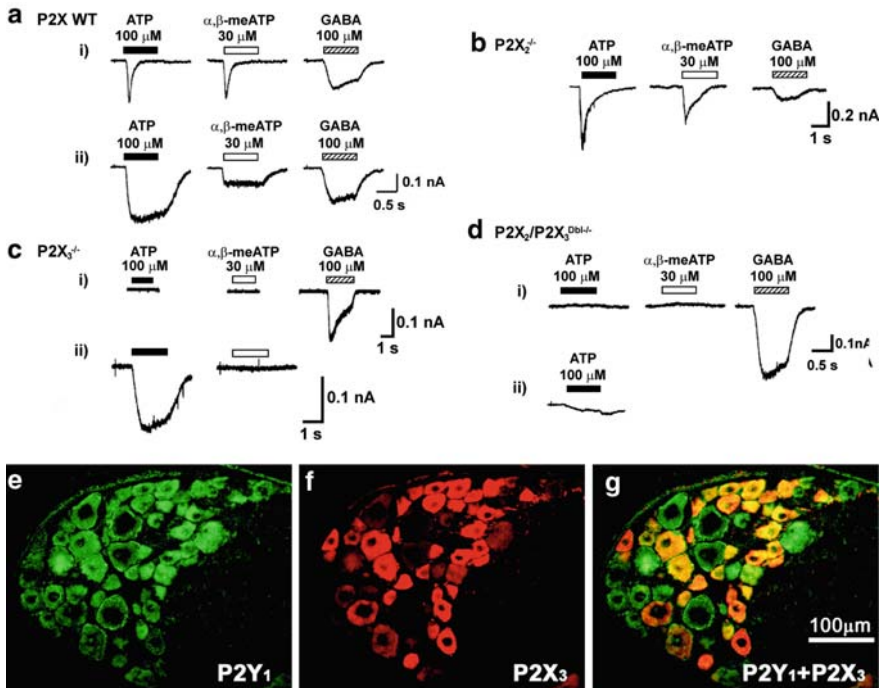 a P2X WT
ATP α,β-meATP GABA
100 μM 30 μM 100 μM
i)
ATP α,β-meATP GABA
100 μM 30 μM 100 μM
ii)
0.1 nA
0.5 s
b P2X₂⁻/⁻
ATP α,β-meATP GABA
100 μM 30 μM 100 μM
0.2 nA
1 s
c P2X₃⁻/⁻
ATP α,β-meATP GABA
i) 100 μM 30 μM 100 μM
0.1 nA
1 s
ii)
0.1 nA
1 s
d P2X₂/P2X₃Dbl-/-
ATP α,β-meATP GABA
100 μM 30 μM 100 μM
i)
0.1nA
0.5 s
ATP
ii) 100 μM
e
P2Y₁
f
P2X₃
g
100μm
P2Y₁+P2X₃